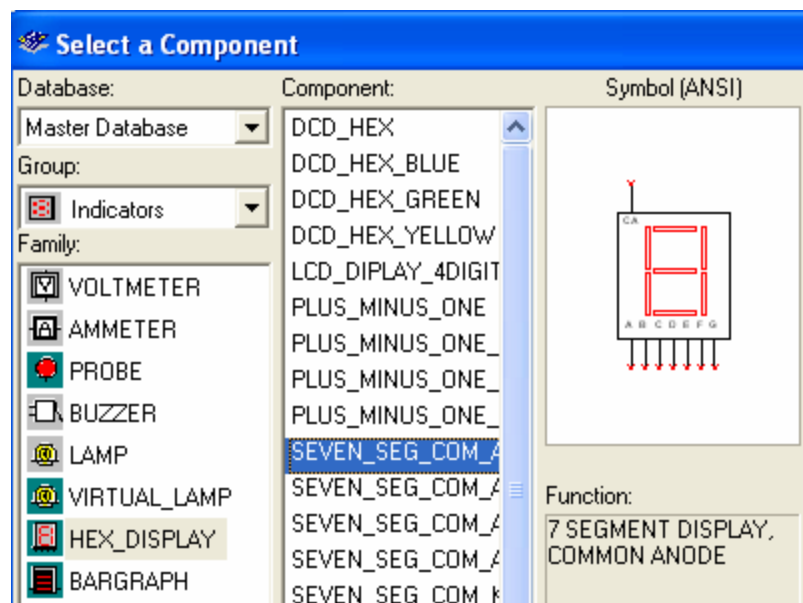 Select a Component
Database:
Master Database
Group:
Indicators
Family:
VOLTMETER
AMMETER
PROBE
BUZZER
LAMP
VIRTUAL_LAMP
HEX_DISPLAY
BARGRAPH
Component:
DCD_HEX
DCD_HEX_BLUE
DCD_HEX_GREEN
DCD_HEX_YELLOW
LCD_DIPLAY_4DIGIT
PLUS_MINUS_ONE
PLUS_MINUS_ONE_
PLUS_MINUS_ONE_
PLUS_MINUS_ONE_
SEVEN_SEG_COM_A
SEVEN_SEG_COM_A
SEVEN_SEG_COM_A
SEVEN_SEG_COM_A
SEVEN_SEG_COM_K
Symbol (ANSI)
CA
A B C D E F G
Function:
7 SEGMENT DISPLAY,
COMMON ANODE